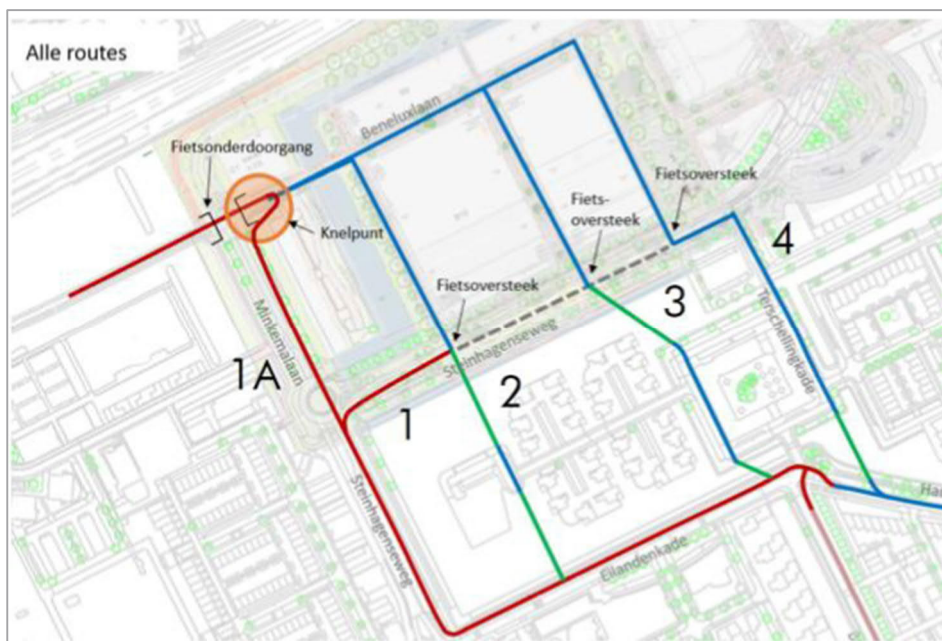 Alle routes
Beneluxlaan
Fietsonderdoorgang
Knelpunt
Fietsoversteek
Fiets-
oversteek
Fietsoversteek
4
3
Minkemalaan
1A
Steinhagenseweg
1
2
Terschellingkade
Steinhagenseweg
Eilandenkade
Ha